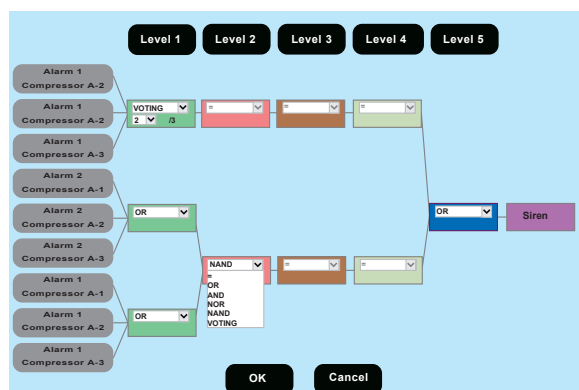 Level 1 Level 2 Level 3 Level 4 Level 5
Alarm 1
Compressor A-2
Alarm 1
Compressor A-2
Alarm 1
Compressor A-3
VOTING = = =
2 /3
Alarm 2
Compressor A-1
Alarm 2
Compressor A-2
Alarm 2
Compressor A-3
OR
OR Siren
Alarm 1
Compressor A-1
Alarm 1
Compressor A-2
Alarm 1
Compressor A-3
OR
NAND = =
=
OR
AND
NOR
NAND
VOTING
OK Cancel